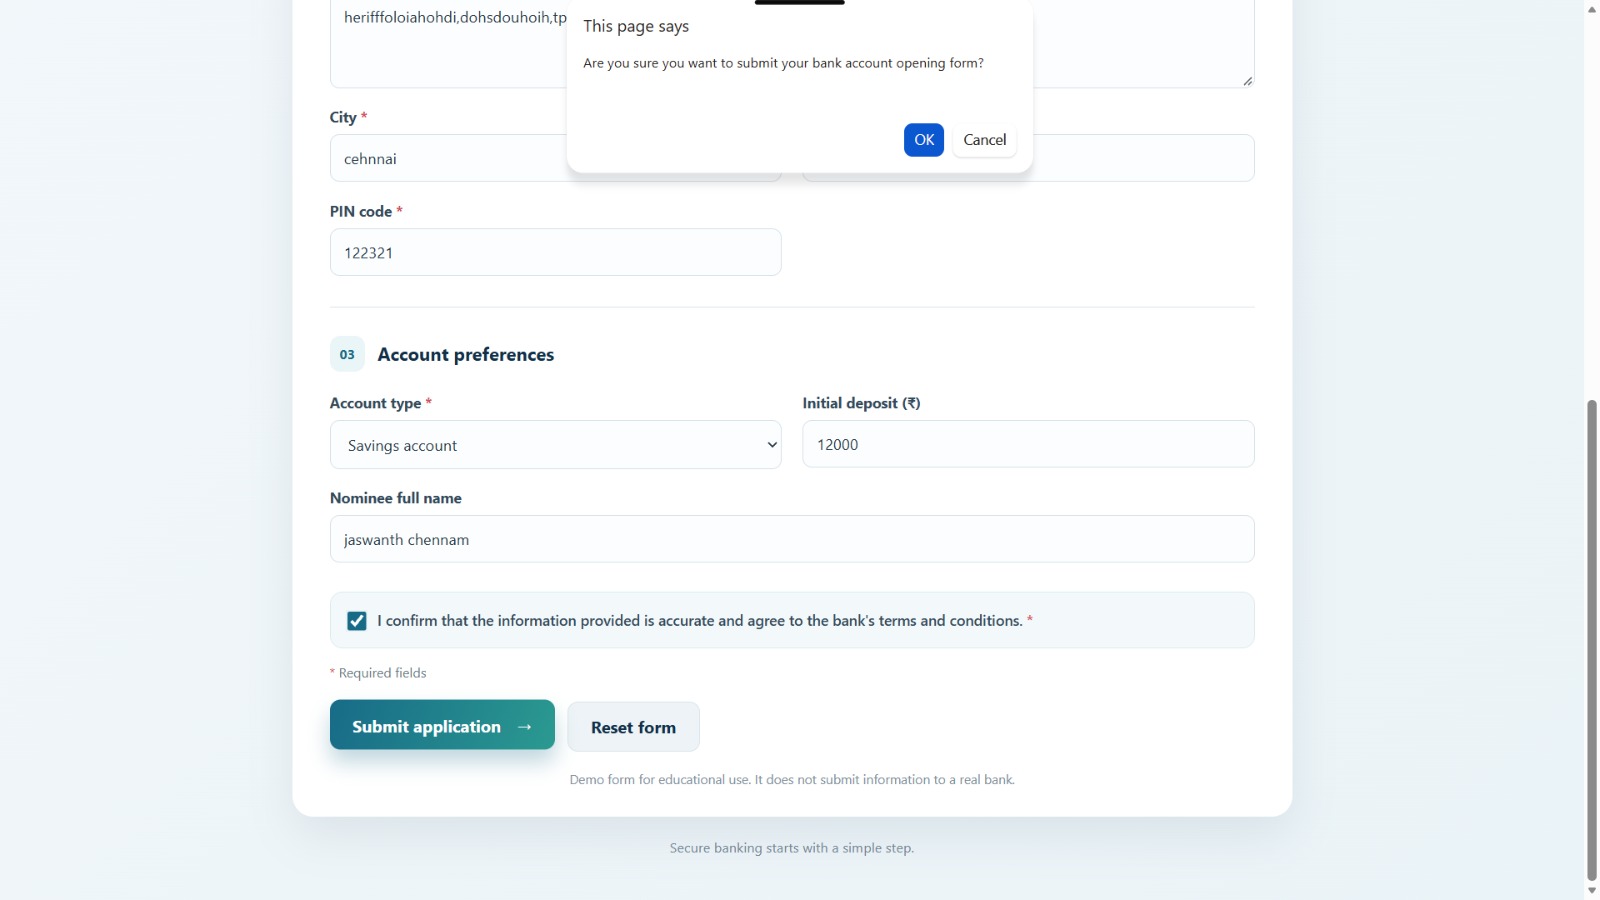 herifffoloiahohdi,dohsdouhoih,tp
This page says
Are you sure you want to submit your bank account opening form?
OK Cancel
City *
cehnnai
PIN code *
122321
03 Account preferences
Account type * Initial deposit (₹)
Savings account 12000
Nominee full name
jaswanth chennam
I confirm that the information provided is accurate and agree to the bank's terms and conditions. *
* Required fields
Submit application → Reset form
Demo form for educational use. It does not submit information to a real bank.
Secure banking starts with a simple step.